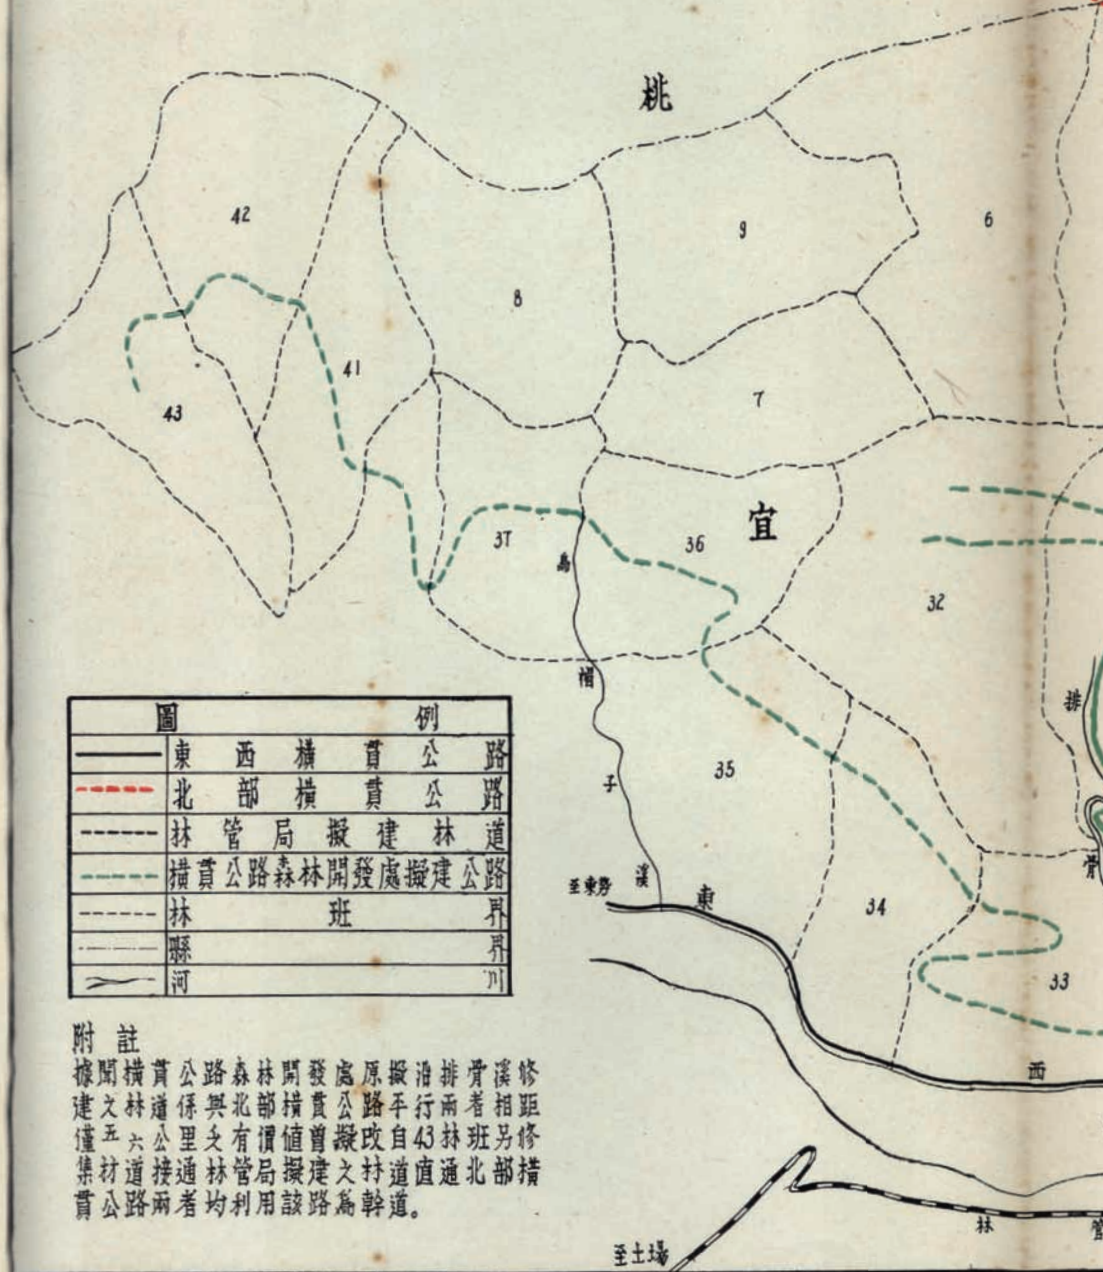 桃
42
9
6
8
41
7
43
宜
37
烏
36
32
帽
排
圖例
東西橫貫公路
北部橫貫公路
林管局擬建林道
橫貫公路森林開發處擬建公路
林班界
縣界
河川
35
子
骨
至東勢
溪
東
34
33
西
附註
據聞橫貫公路森林開發處原擬沿排骨溪修
建之林道係與北部橫貫公路平行兩者相距
僅五六公里乏有價值曾擬改自43林班另修
集材道接通林管局擬建之林道直通北部橫
貫公路兩者均利用該路為幹道。
林
管
至土場